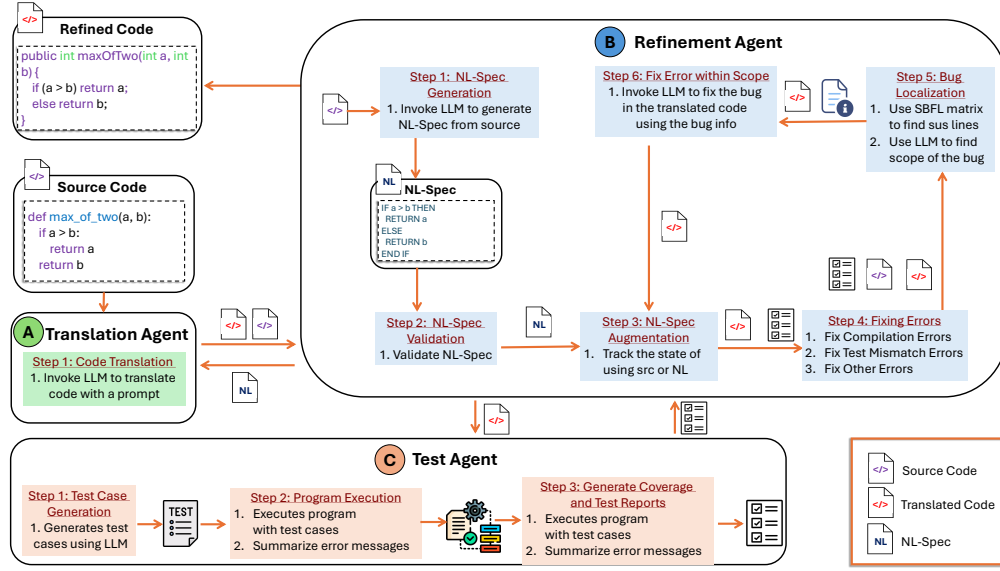 </>
Refined Code
public int maxOfTwo(int a, int
b) {
if (a > b) return a;
else return b;
}
</>
Source Code
def max_of_two(a, b):
if a > b:
return a
return b
A Translation Agent
Step 1: Code Translation
1. Invoke LLM to translate
code with a prompt
</> </>
NL
B Refinement Agent
Step 1: NL-Spec
Generation
1. Invoke LLM to generate
NL-Spec from source
</>
NL
NL-Spec
IF a > b THEN
RETURN a
ELSE
RETURN b
END IF
Step 2: NL-Spec
Validation
1. Validate NL-Spec
NL
Step 3: NL-Spec
Augmentation
1. Track the state of
using src or NL
</>
Step 4: Fixing Errors
1. Fix Compilation Errors
2. Fix Test Mismatch Errors
3. Fix Other Errors
</> </>
Step 5: Bug
Localization
1. Use SBFL matrix
to find sus lines
2. Use LLM to find
scope of the bug
</> i
Step 6: Fix Error within Scope
1. Invoke LLM to fix the bug
in the translated code
using the bug info
</>
</>
C Test Agent
Step 1: Test Case
Generation
1. Generates test
cases using LLM
TEST
Step 2: Program Execution
1. Executes program
with test cases
2. Summarize error messages
Step 3: Generate Coverage
and Test Reports
1. Executes program
with test cases
2. Summarize error messages
</> Source Code
</> Translated Code
NL NL-Spec